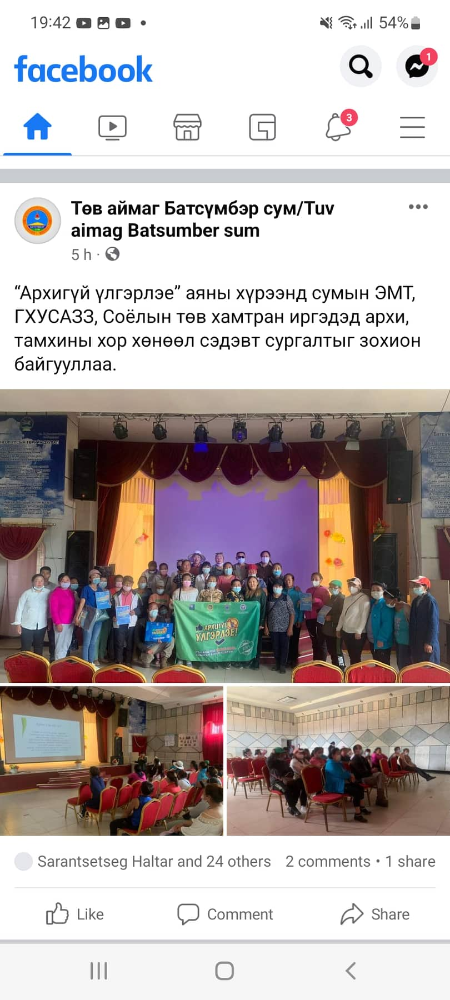 19:42
54%
facebook
1
3
Төв аймаг Батсүмбэр сум/Tuv
aimag Batsumber sum
5 h
“Архигүй үлгэрлэе” аяны хүрээнд сумын ЭМТ,
ГХУСАЗЗ, Соёлын төв хамтран иргэдэд архи,
тамхины хор хөнөөл сэдэвт сургалтыг зохион
байгууллаа.
АРХИГҮЙ
ҮЛГЭРЛЭЕ!
Sarantsetseg Haltar and 24 others 2 comments • 1 share
Like Comment Share